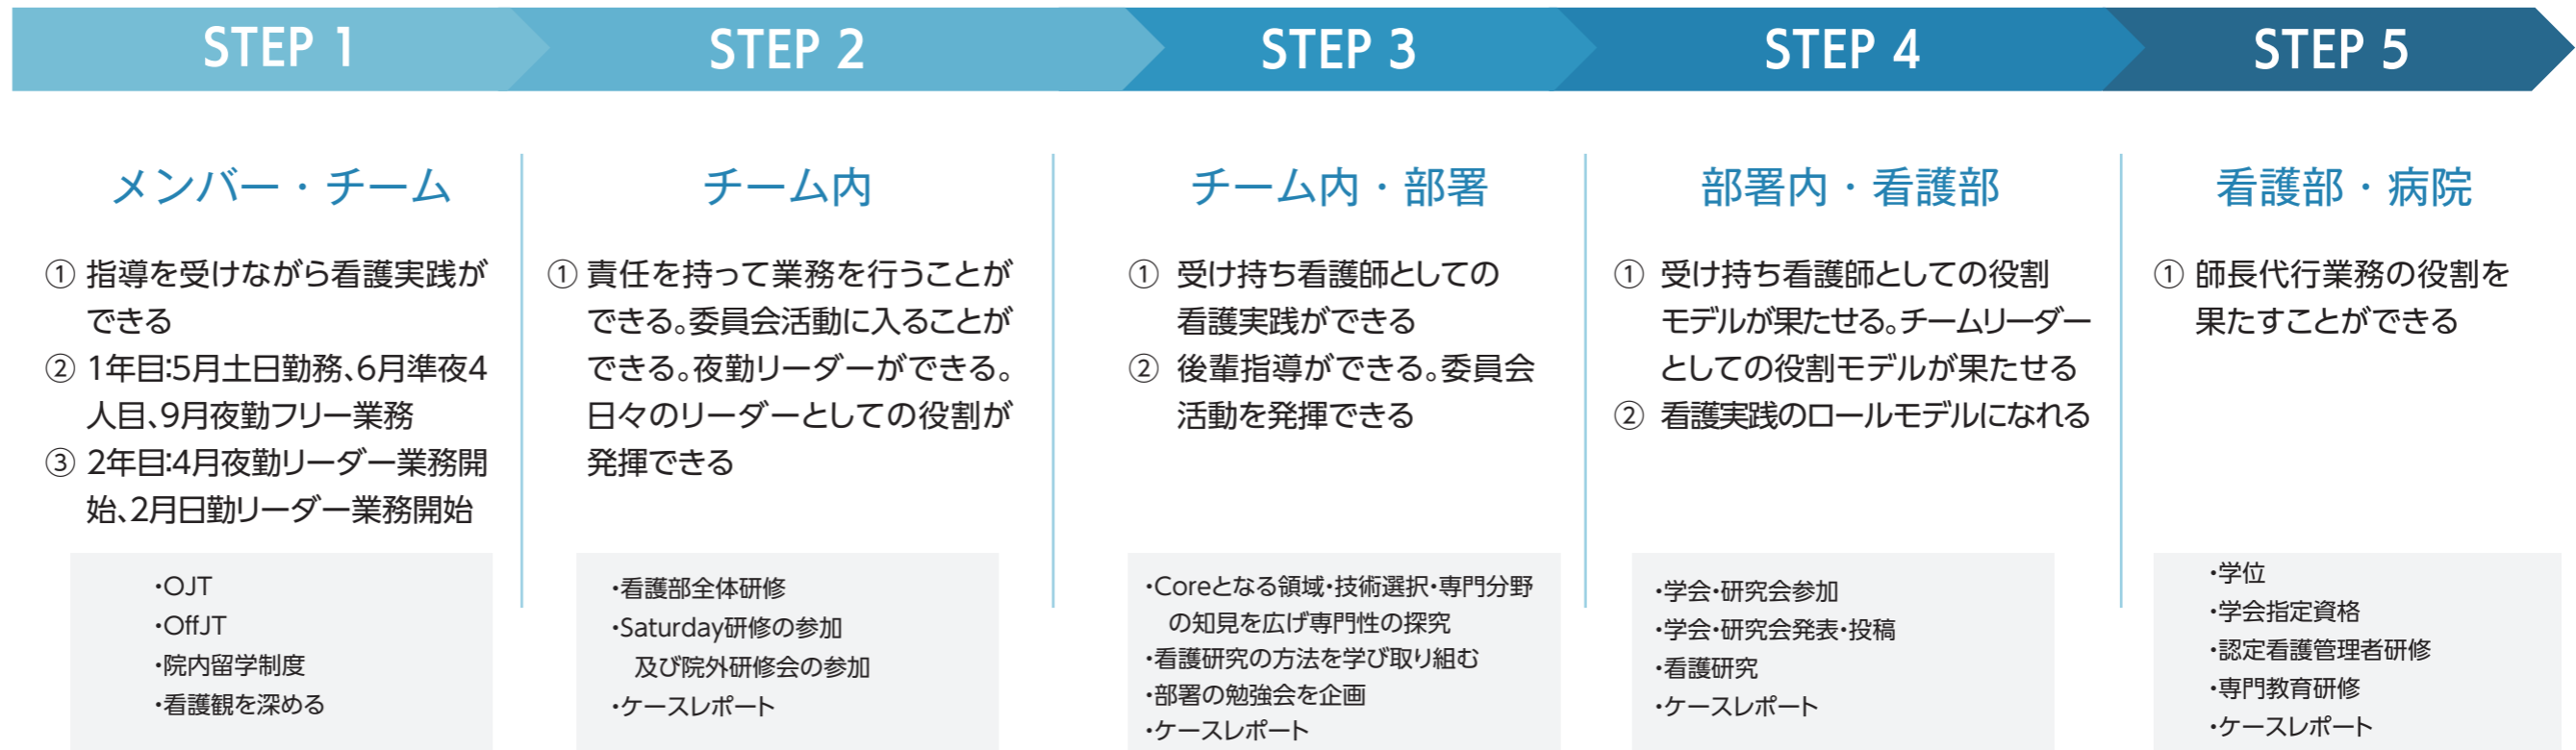 STEP 1
STEP 2
STEP 3
STEP 4
STEP 5
メンバー・チーム
① 指導を受けながら看護実践が
できる
② 1年目:5月土日勤務、6月準夜4
人目、9月夜勤フリー業務
③ 2年目:4月夜勤リーダー業務開
始、2月日勤リーダー業務開始
・OJT
・OffJT
・院内留学制度
・看護観を深める
チーム内
① 責任を持って業務を行うことが
できる。委員会活動に入ることが
できる。夜勤リーダーができる。
日々のリーダーとしての役割が
発揮できる
・看護部全体研修
・Saturday研修の参加
及び院外研修会の参加
・ケースレポート
チーム内・部署
① 受け持ち看護師としての
看護実践ができる
② 後輩指導ができる。委員会
活動を発揮できる
・Coreとなる領域・技術選択・専門分野
の知見を広げ専門性の探究
・看護研究の方法を学び取り組む
・部署の勉強会を企画
・ケースレポート
部署内・看護部
① 受け持ち看護師としての役割
モデルが果たせる。チームリーダー
としての役割モデルが果たせる
② 看護実践のロールモデルになれる
・学会・研究会参加
・学会・研究会発表・投稿
・看護研究
・ケースレポート
看護部・病院
① 師長代行業務の役割を
果たすことができる
・学位
・学会指定資格
・認定看護管理者研修
・専門教育研修
・ケースレポート